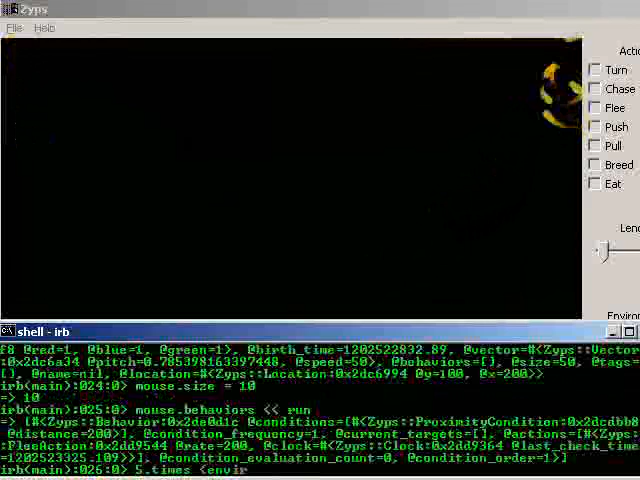 Zyps
File Help
Actio
Turn
Chase
Flee
Push
Pull
Breed
Eat
Leng
Environ
shell - irb
f8 @red=1, @blue=1, @green=1>, @birth_time=1202522832.89, @vector=#<Zyps::Vector
:0x2dc6a34 @pitch=0.785398163397448, @speed=50>, @behaviors=[], @size=50, @tags=
[], @name=nil, @location=#<Zyps::Location:0x2dc6994 @y=100, @x=200>>
irb(main):024:0> mouse.size = 10
=> 10
irb(main):025:0> mouse.behaviors << run
=> [#<Zyps::Behavior:0x2de0d1c @conditions=[#<Zyps::ProximityCondition:0x2dcdbb8
 @distance=200>], @condition_frequency=1, @current_targets=[], @actions=[#<Zyps:
:FleeAction:0x2dd9544 @rate=200, @clock=#<Zyps::Clock:0x2dd9364 @last_check_time
=1202523325.109>>], @condition_evaluation_count=0, @condition_order=1>]
irb(main):026:0> 5.times {envir